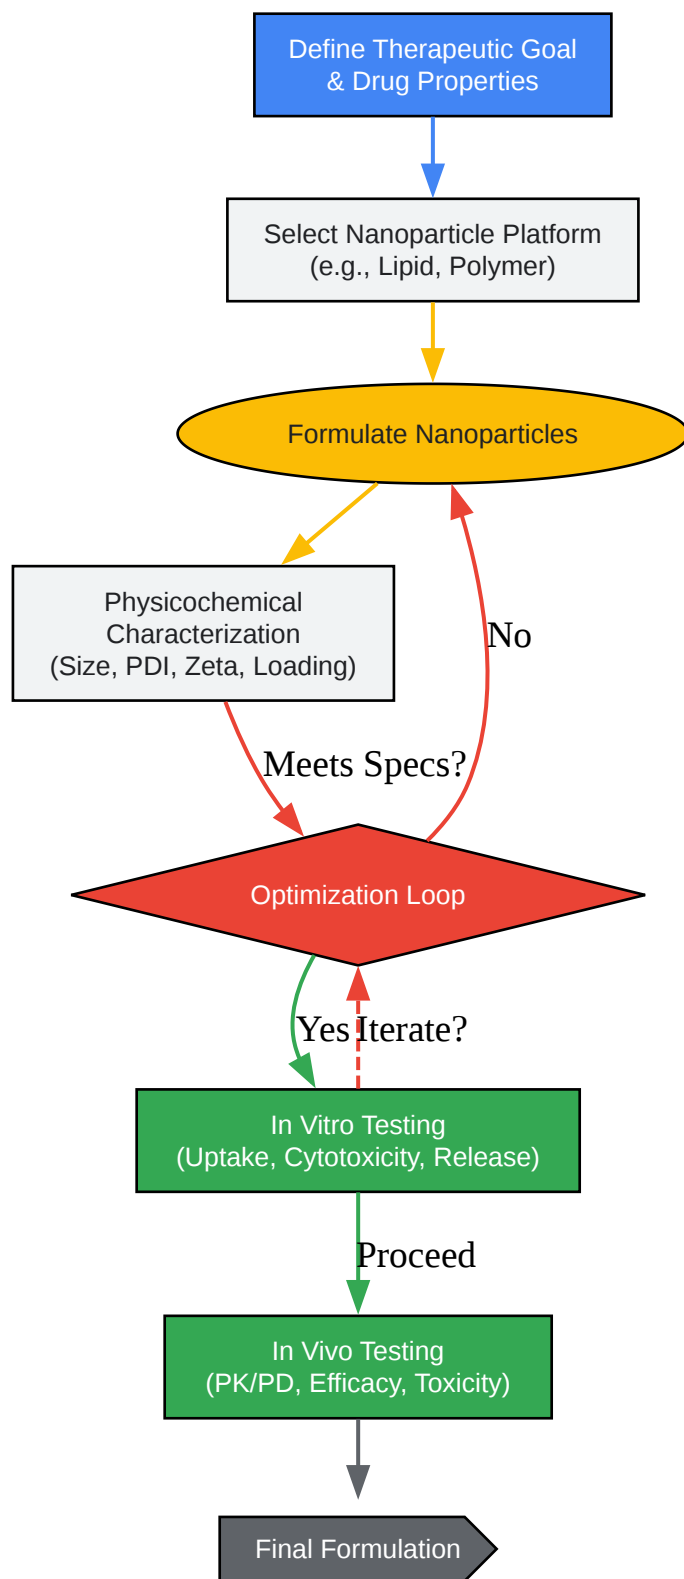 Define Therapeutic Goal
& Drug Properties
Select Nanoparticle Platform
(e.g., Lipid, Polymer)
Formulate Nanoparticles
Physicochemical
Characterization
(Size, PDI, Zeta, Loading)
No
Meets Specs?
Optimization Loop
Yes
Iterate?
In Vitro Testing
(Uptake, Cytotoxicity, Release)
Proceed
In Vivo Testing
(PK/PD, Efficacy, Toxicity)
Final Formulation